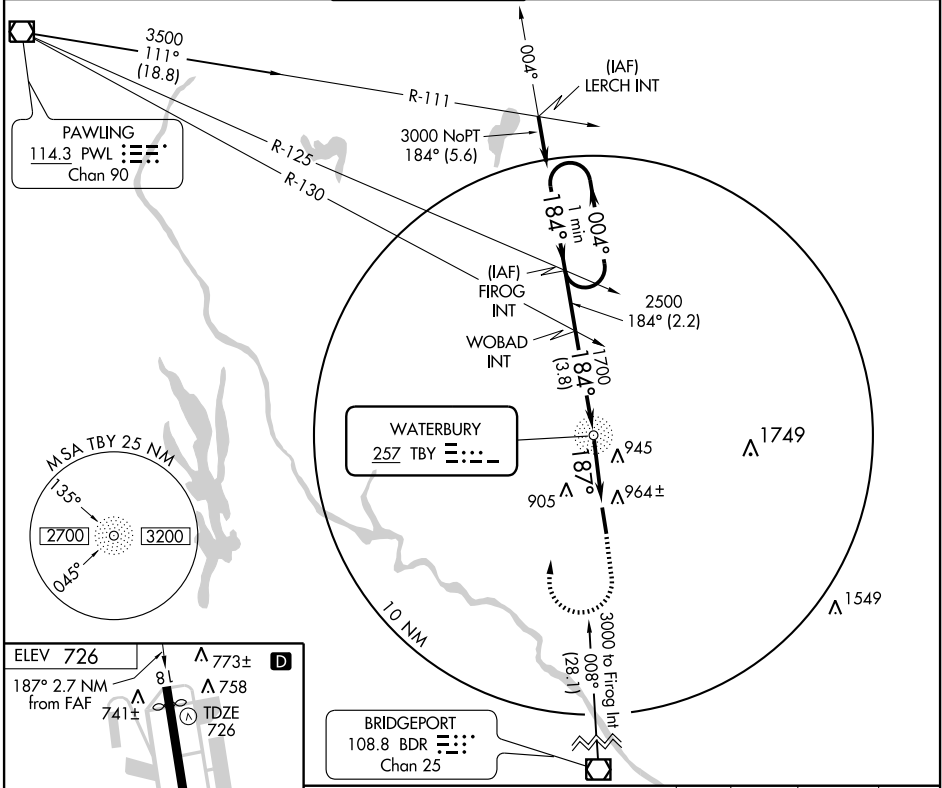 3500
111°
(18.8)
004°
(IAF)
LERCH INT
R-111
3000 NoPT
184° (5.6)
PAWLING
114.3 PWL
Chan 90
R-125
R-130
184°
1 min
004°
(IAF)
FIROG
INT
2500
184° (2.2)
WOBAD
INT
1700
184°
(3.8)
WATERBURY
257 TBY
187°
945
1749
905
964±
MSA TBY 25 NM
135°
2700
3200
045°
10 NM
1549
3000 to Firog Int
008°
(28.1)
ELEV 726
773±
D
187° 2.7 NM
from FAF
18
758
741±
TDZE
726
BRIDGEPORT
108.8 BDR
Chan 25